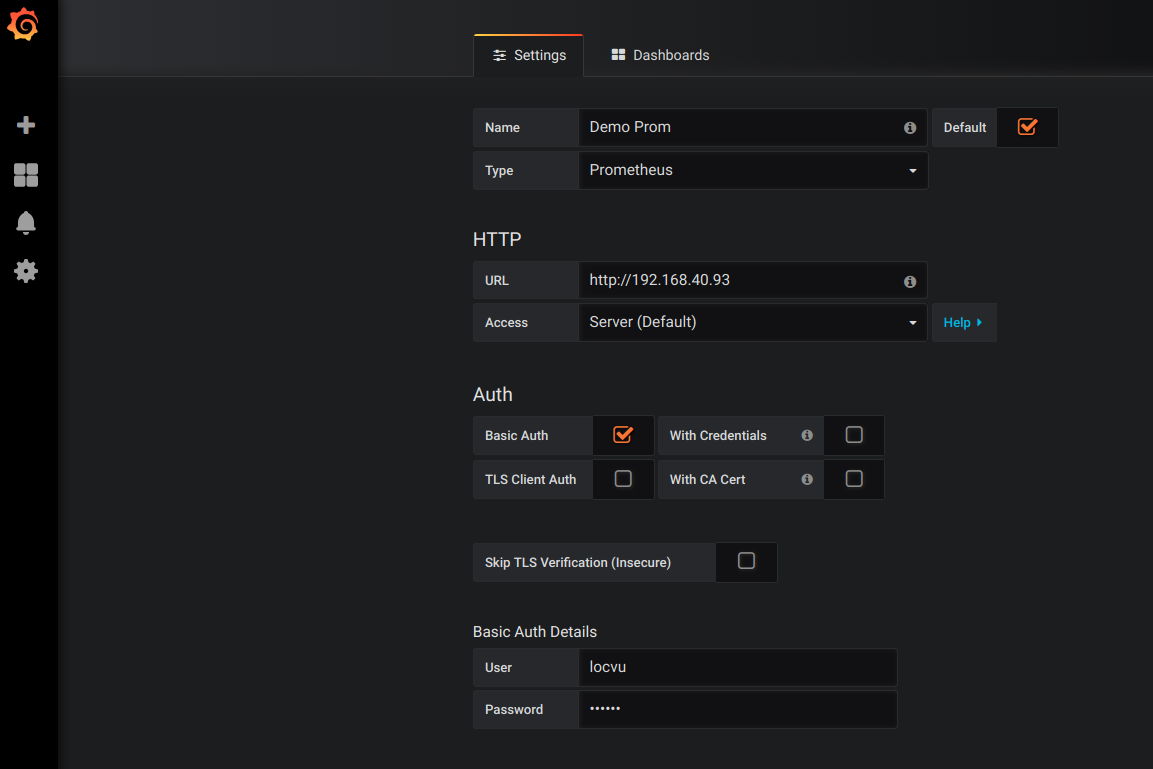 Settings Dashboards
Name Demo Prom Default
Type Prometheus
HTTP
URL http://192.168.40.93
Access Server (Default) Help
Auth
Basic Auth With Credentials
TLS Client Auth With CA Cert
Skip TLS Verification (Insecure)
Basic Auth Details
User locvu
Password ••••••